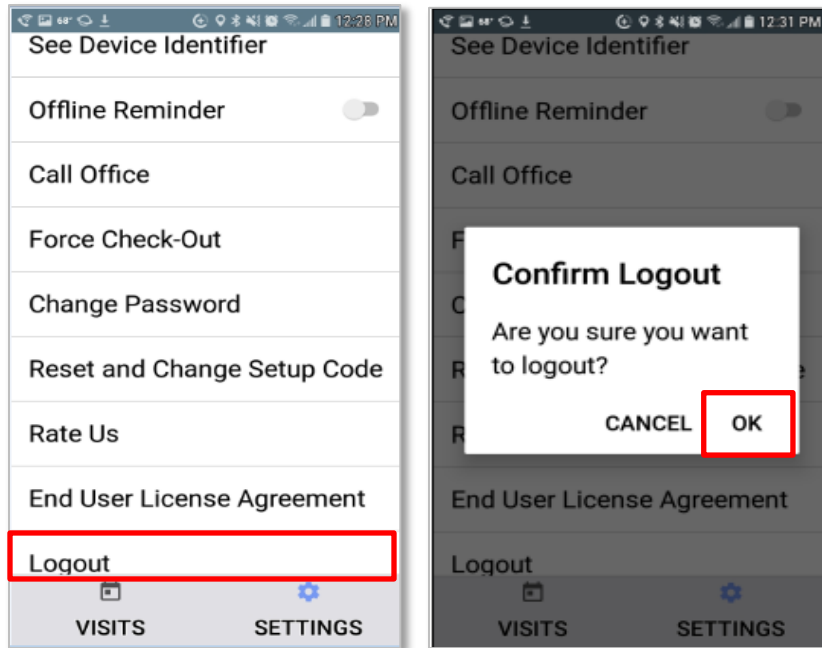 68° 12:28 PM
See Device Identifier
Offline Reminder
Call Office
Force Check-Out
Change Password
Reset and Change Setup Code
Rate Us
End User License Agreement
Logout
VISITS SETTINGS
68° 12:31 PM
See Device Identifier
Offline Reminder
Call Office
F
Confirm Logout
C
Are you sure you want
R to logout? e
CANCEL OK
R
End User License Agreement
Logout
VISITS SETTINGS